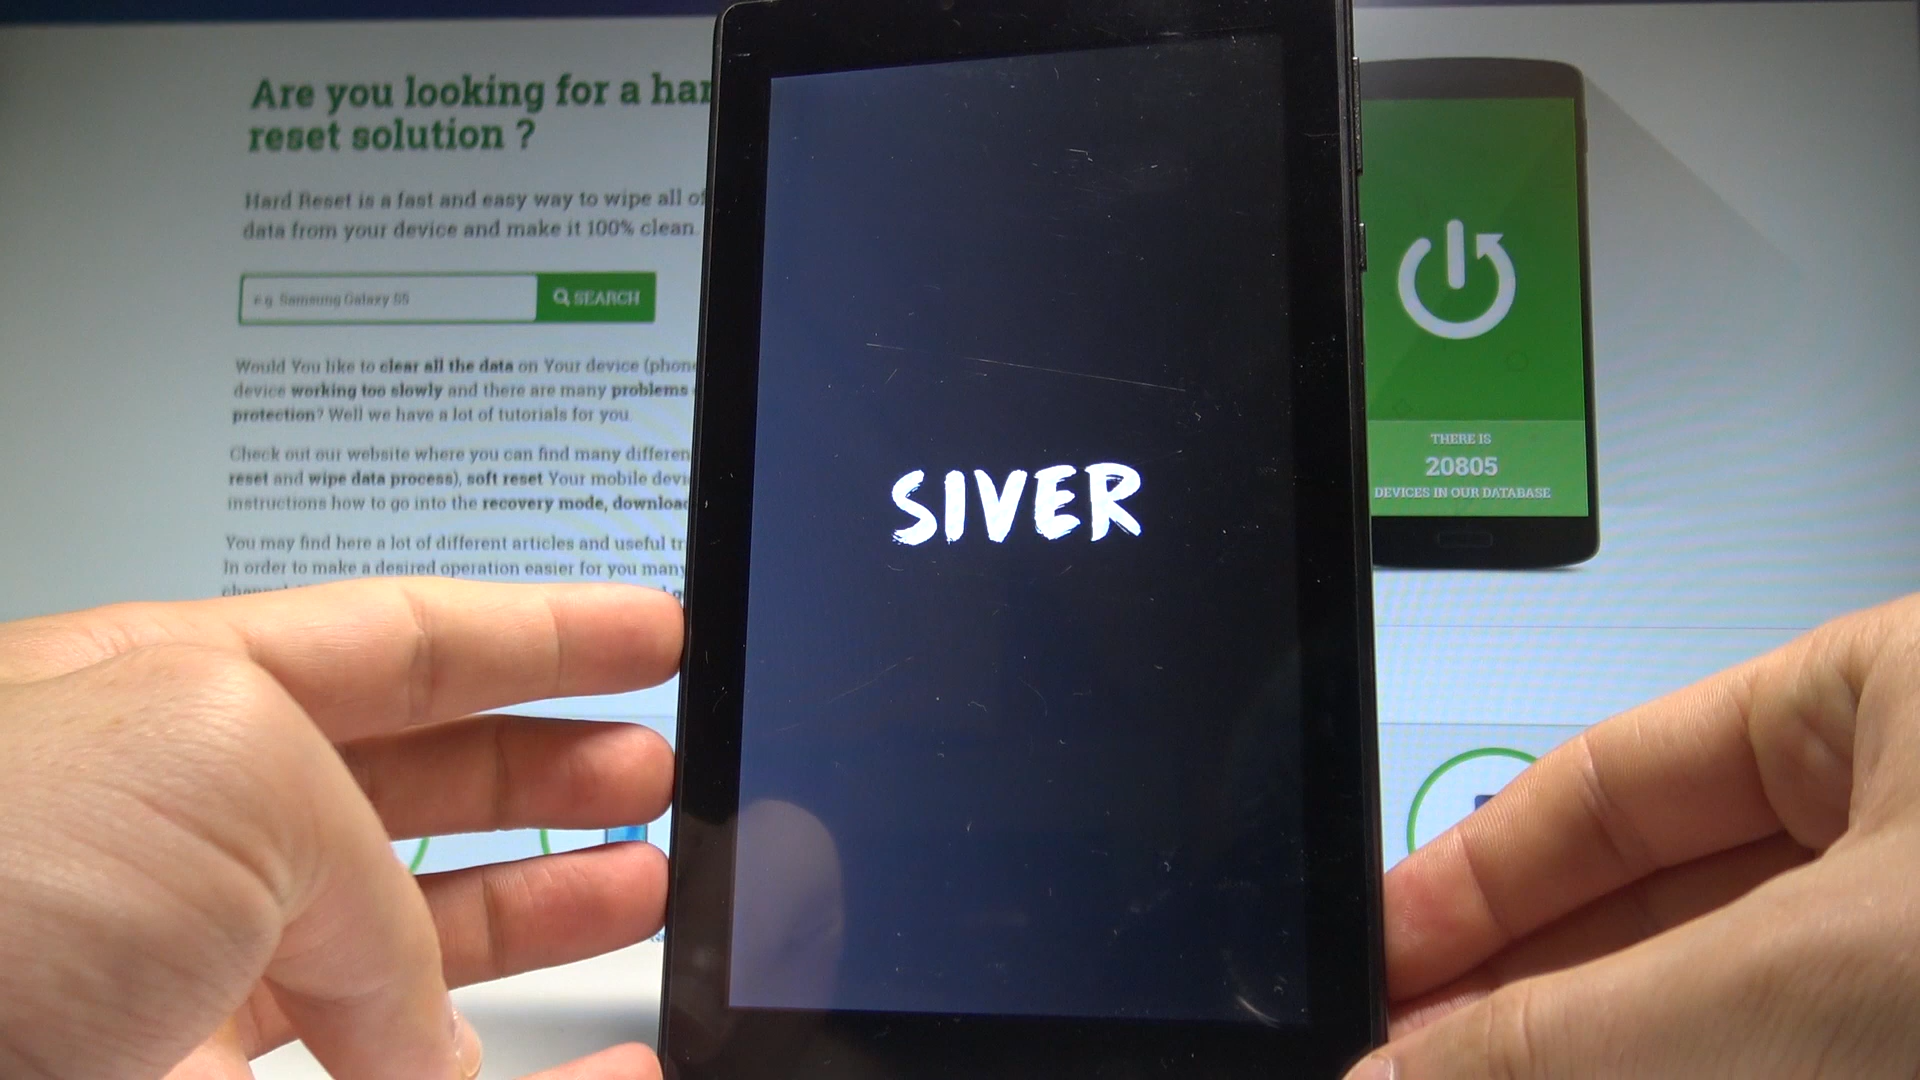 Are you looking for a har
reset solution ?
Hard Reset is a fast and easy way to wipe all of
data from your device and make it 100% clean.
e.g. Samsung Galaxy S5
SEARCH
Would You like to clear all the data on Your device (phone
device working too slowly and there are many problems
protection? Well we have a lot of tutorials for you.
Check out our website where you can find many differen
reset and wipe data process), soft reset Your mobile devi
instructions how to go into the recovery mode, download
You may find here a lot of different articles and useful tr
In order to make a desired operation easier for you many
SIVER
THERE IS
20805
DEVICES IN OUR DATABASE